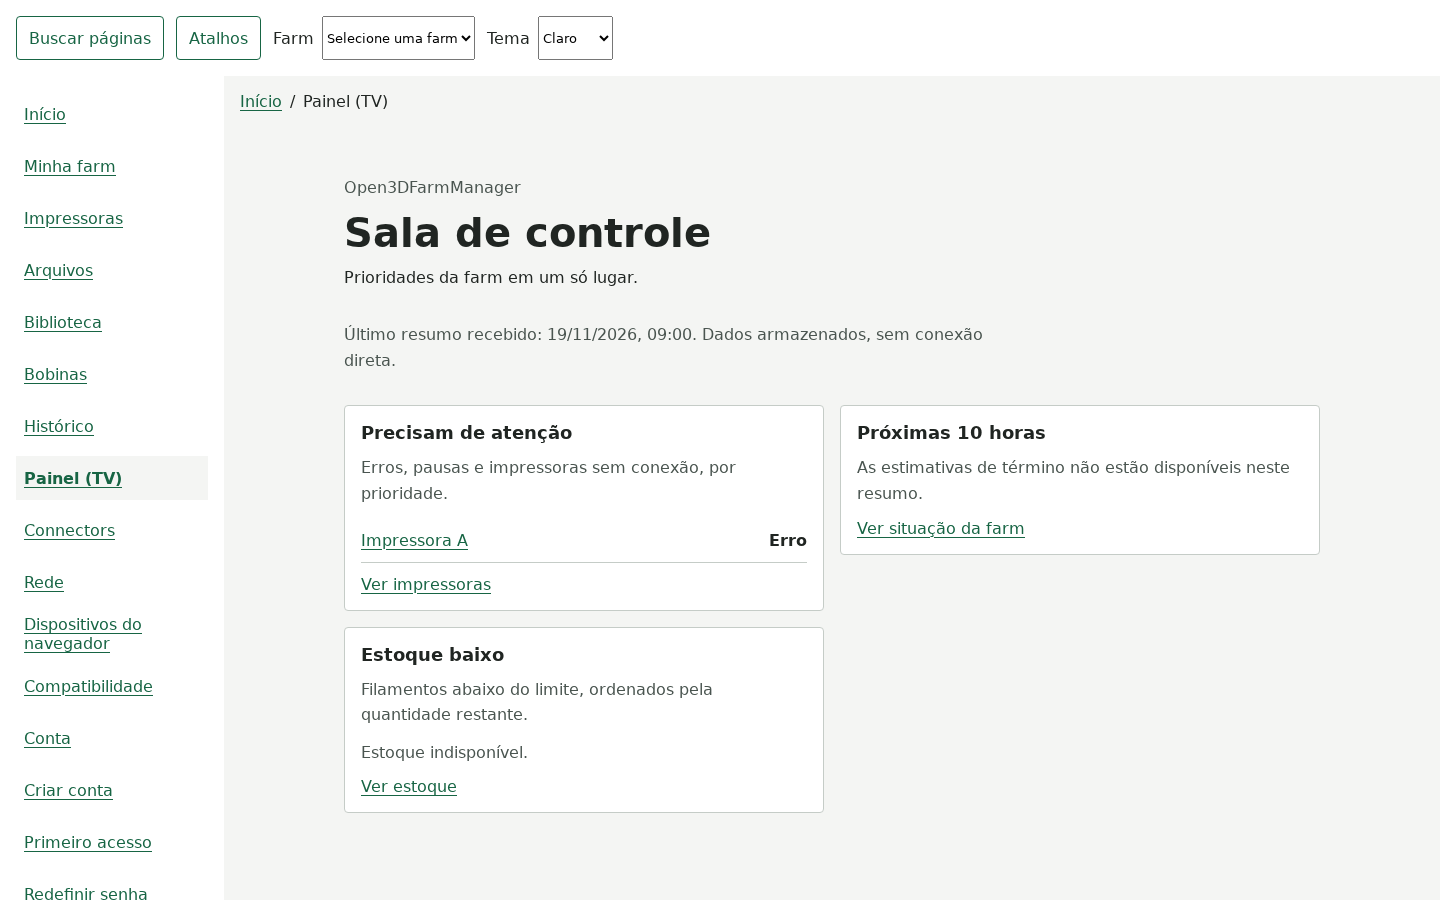 Buscar páginas
Atalhos
Farm
Selecione uma farm
Tema
Claro
Início
Minha farm
Impressoras
Arquivos
Biblioteca
Bobinas
Histórico
Painel (TV)
Connectors
Rede
Dispositivos do
navegador
Compatibilidade
Conta
Criar conta
Primeiro acesso
Redefinir senha
Início / Painel (TV)
Open3DFarmManager
Sala de controle
Prioridades da farm em um só lugar.
Último resumo recebido: 19/11/2026, 09:00. Dados armazenados, sem conexão
direta.
Precisam de atenção
Erros, pausas e impressoras sem conexão, por
prioridade.
Impressora A
Erro
Ver impressoras
Próximas 10 horas
As estimativas de término não estão disponíveis neste
resumo.
Ver situação da farm
Estoque baixo
Filamentos abaixo do limite, ordenados pela
quantidade restante.
Estoque indisponível.
Ver estoque